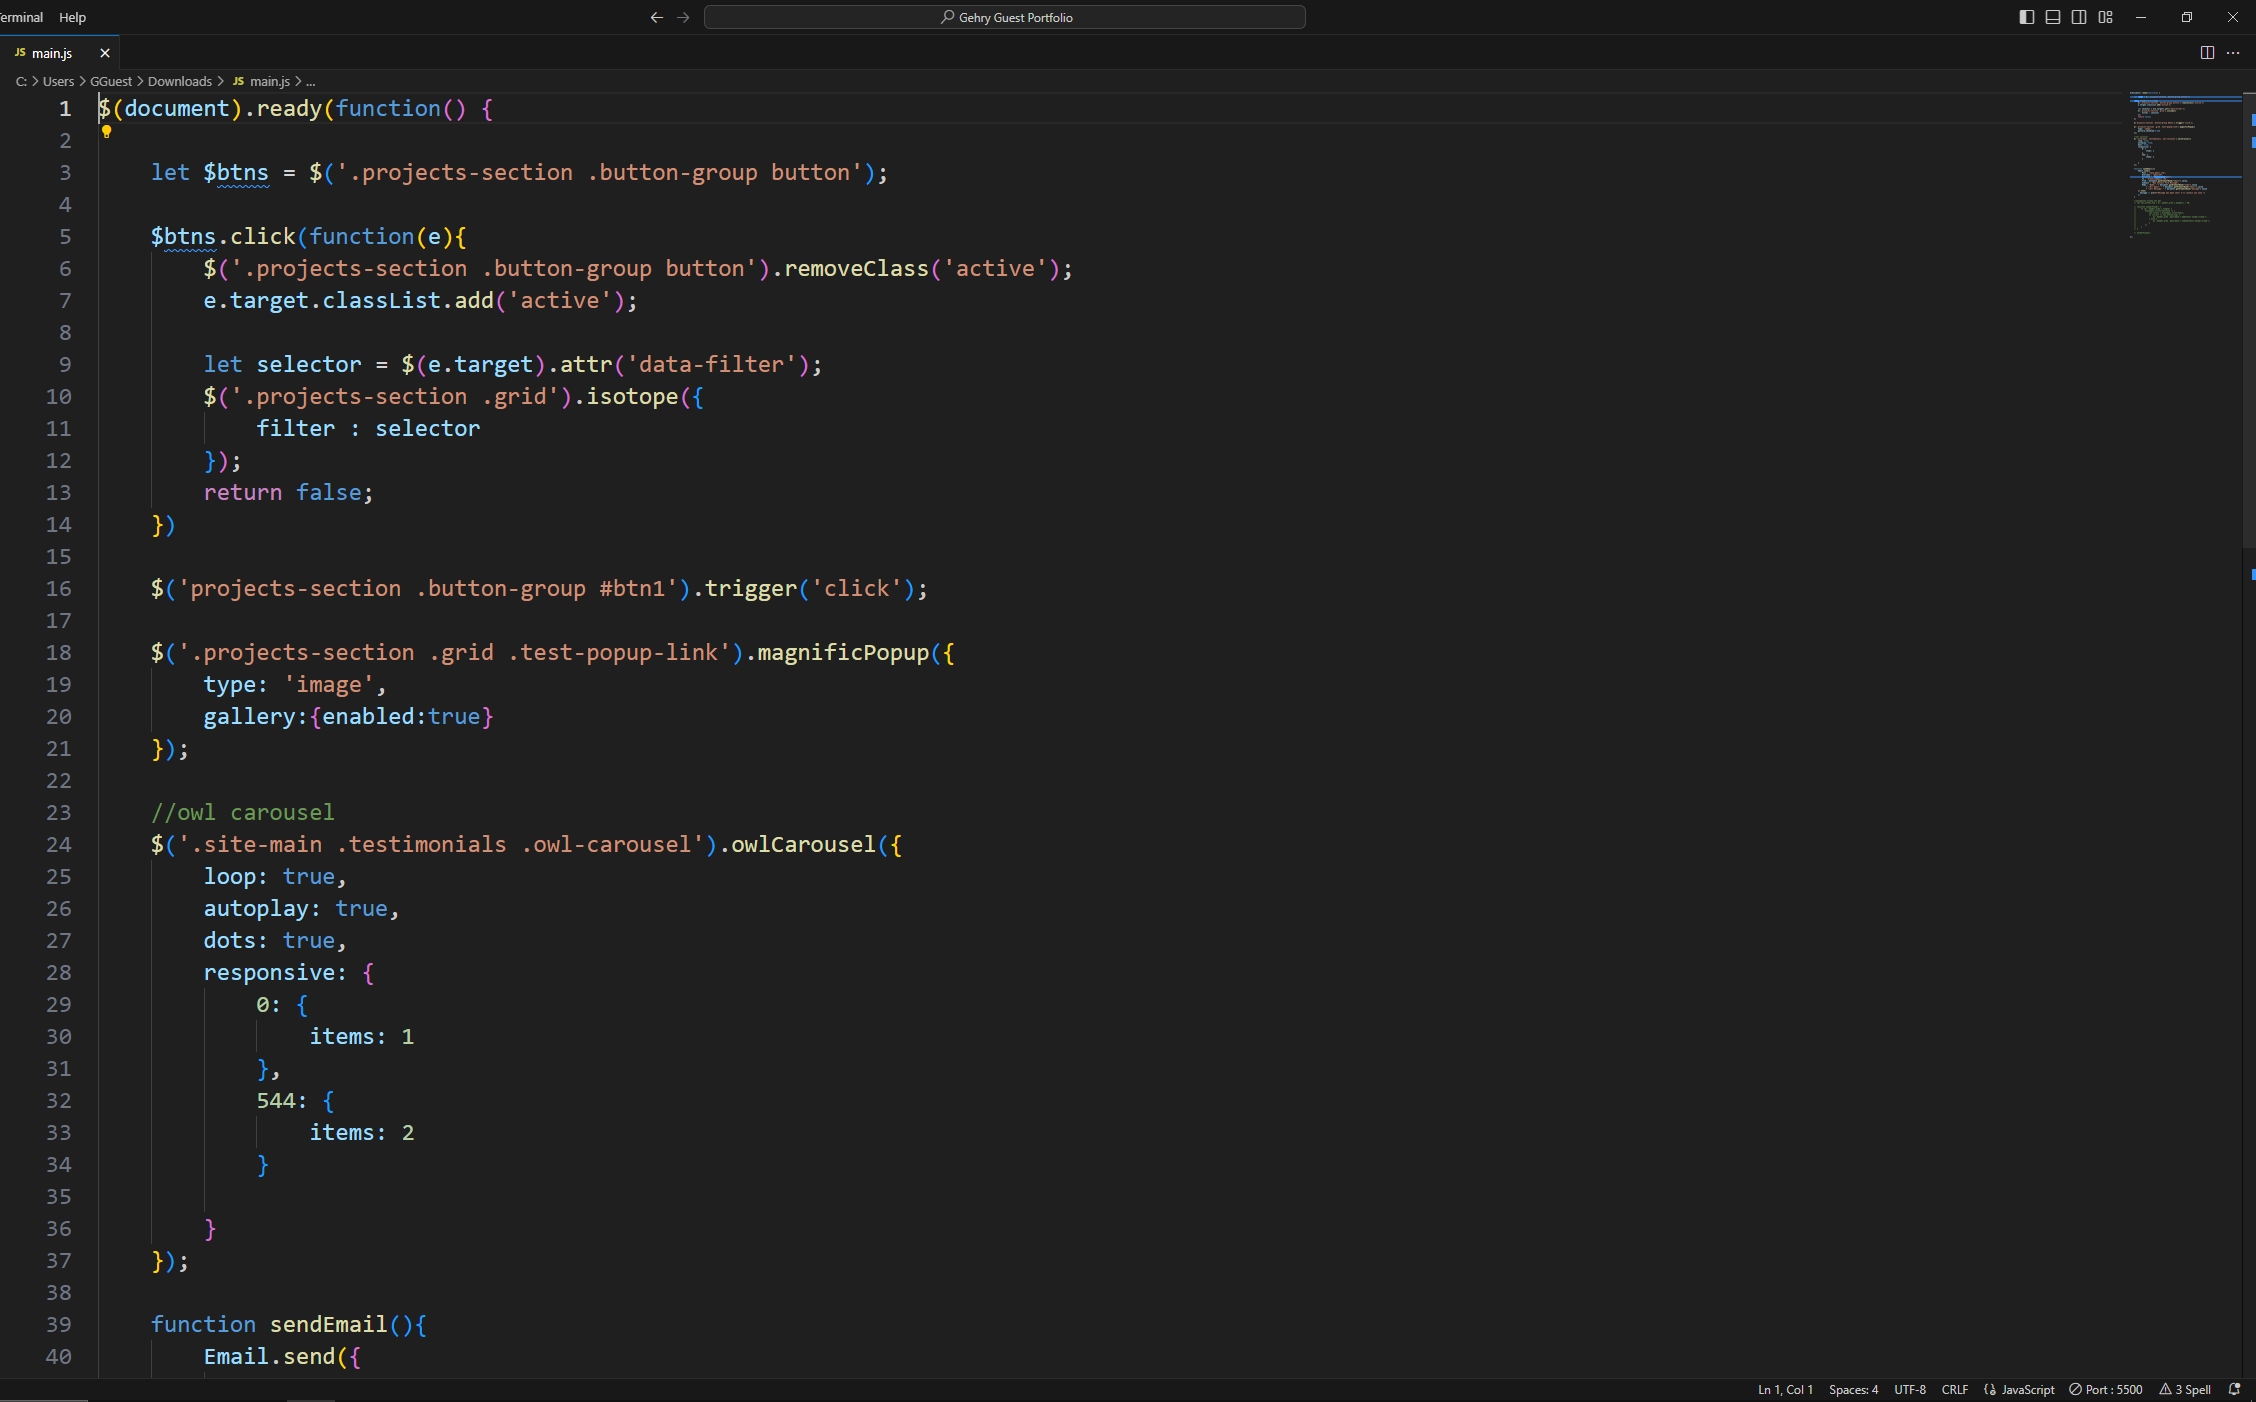 Help
Gehry Guest Portfolio
JS main.js
C: > Users > GGuest > Downloads > JS main.js > ...
1 $(document).ready(function() {
2
3     let $btns = $('.projects-section .button-group button');
4
5     $btns.click(function(e){
6         $('.projects-section .button-group button').removeClass('active');
7         e.target.classList.add('active');
8
9         let selector = $(e.target).attr('data-filter');
10         $('.projects-section .grid').isotope({
11             filter : selector
12         });
13         return false;
14     })
15
16     $('projects-section .button-group #btn1').trigger('click');
17
18     $('.projects-section .grid .test-popup-link').magnificPopup({
19         type: 'image',
20         gallery:{enabled:true}
21     });
22
23     //owl carousel
24     $('.site-main .testimonials .owl-carousel').owlCarousel({
25         loop: true,
26         autoplay: true,
27         dots: true,
28         responsive: {
29             0: {
30                 items: 1
31             },
32             544: {
33                 items: 2
34             }
35
36         }
37     });
38
39     function sendEmail(){
40         Email.send({
Ln 1, Col 1 Spaces: 4 UTF-8 CRLF {} JavaScript Port : 5500 3 Spell